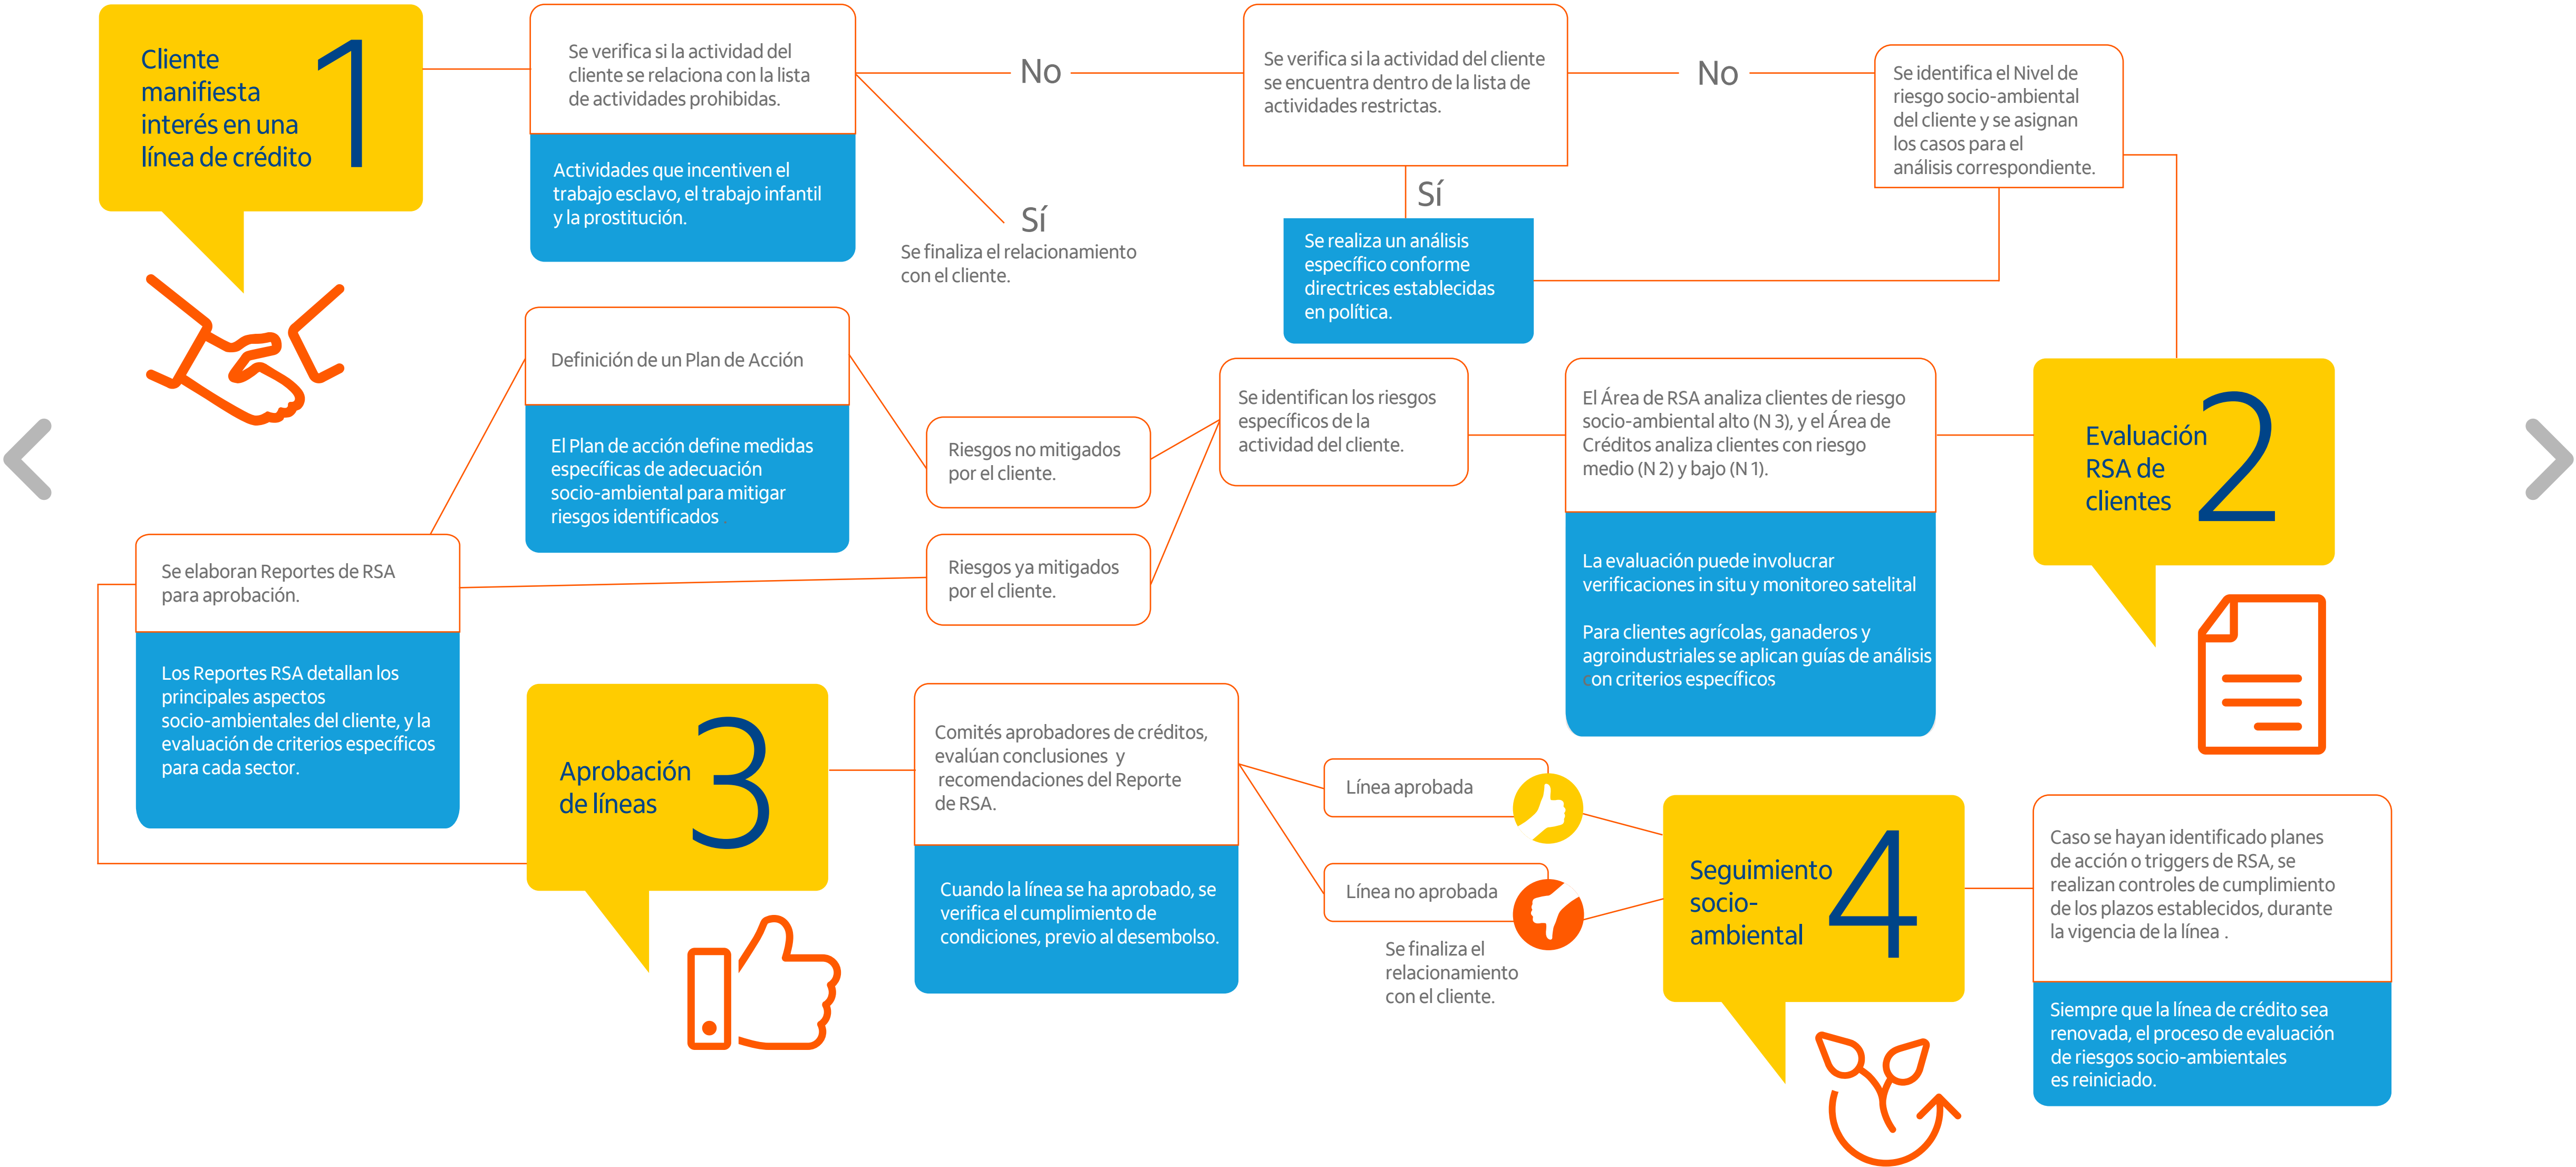 Cliente
manifiesta
interés en una
línea de crédito
1
Se verifica si la actividad del
cliente se relaciona con la lista
de actividades prohibidas.
Actividades que incentiven el
trabajo esclavo, el trabajo infantil
y la prostitución.
No
Sí
Se finaliza el relacionamiento
con el cliente.
Se verifica si la actividad del cliente
se encuentra dentro de la lista de
actividades restrictas.
Sí
Se realiza un análisis
específico conforme
directrices establecidas
en política.
No
Se identifica el Nivel de
riesgo socio-ambiental
del cliente y se asignan
los casos para el
análisis correspondiente.
Evaluación
RSA de
clientes
2
El Área de RSA analiza clientes de riesgo
socio-ambiental alto (N 3), y el Área de
Créditos analiza clientes con riesgo
medio (N 2) y bajo (N 1).
La evaluación puede involucrar
verificaciones in situ y monitoreo satelital
Para clientes agrícolas, ganaderos y
agroindustriales se aplican guías de análisis
con criterios específicos
Se identifican los riesgos
específicos de la
actividad del cliente.
Riesgos no mitigados
por el cliente.
Riesgos ya mitigados
por el cliente.
Definición de un Plan de Acción
El Plan de acción define medidas
específicas de adecuación
socio-ambiental para mitigar
riesgos identificados
Se elaboran Reportes de RSA
para aprobación.
Los Reportes RSA detallan los
principales aspectos
socio-ambientales del cliente, y la
evaluación de criterios específicos
para cada sector.
Aprobación
de líneas
3
Comités aprobadores de créditos,
evalúan conclusiones y
recomendaciones del Reporte
de RSA.
Cuando la línea se ha aprobado, se
verifica el cumplimiento de
condiciones, previo al desembolso.
Línea aprobada
Línea no aprobada
Se finaliza el
relacionamiento
con el cliente.
Seguimiento
socio-
ambiental
4
Caso se hayan identificado planes
de acción o triggers de RSA, se
realizan controles de cumplimiento
de los plazos establecidos, durante
la vigencia de la línea .
Siempre que la línea de crédito sea
renovada, el proceso de evaluación
de riesgos socio-ambientales
es reiniciado.